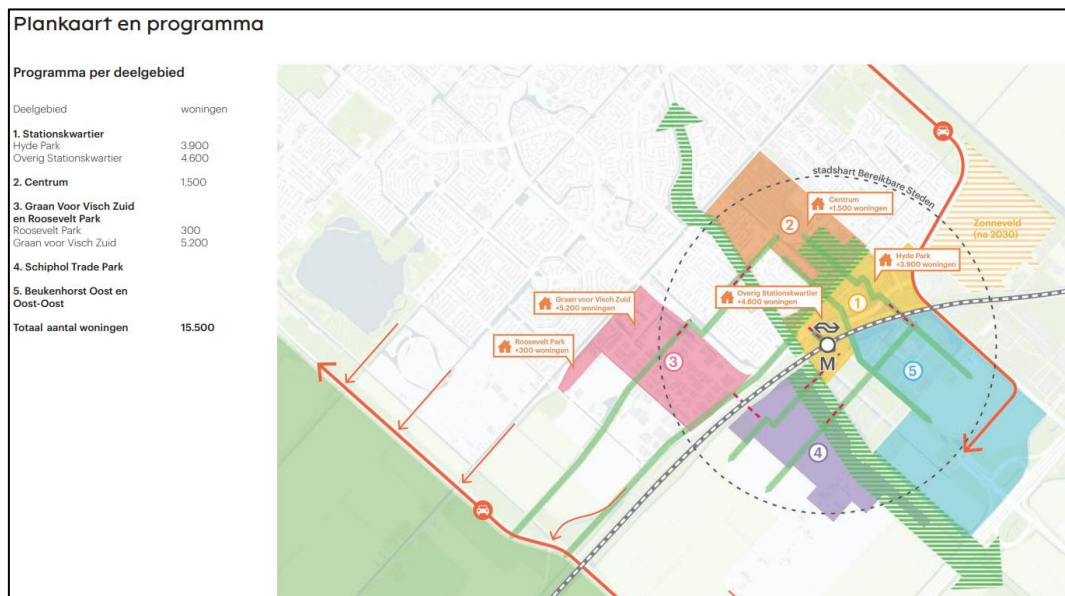 Plankaart en programma
Programma per deelgebied
Deelgebied woningen
1. Stationskwartier
Hyde Park 3.900
Overig Stationskwartier 4.600
2. Centrum 1.500
3. Graan Voor Visch Zuid
en Roosevelt Park
Roosevelt Park 300
Graan voor Visch Zuid 5.200
4. Schiphol Trade Park
5. Beukenhorst Oost en
Oost-Oost
Totaal aantal woningen 15.500
stadshart Bereikbare Steden
Centrum
+1.500 woningen
2
Zonneveld
(na 2030)
Hyde Park
+3.900 woningen
Overig Stationskwartier
+4.600 woningen
1
Graan voor Visch Zuid
+5.200 woningen
Roosevelt Park
+300 woningen
3
M
5
4